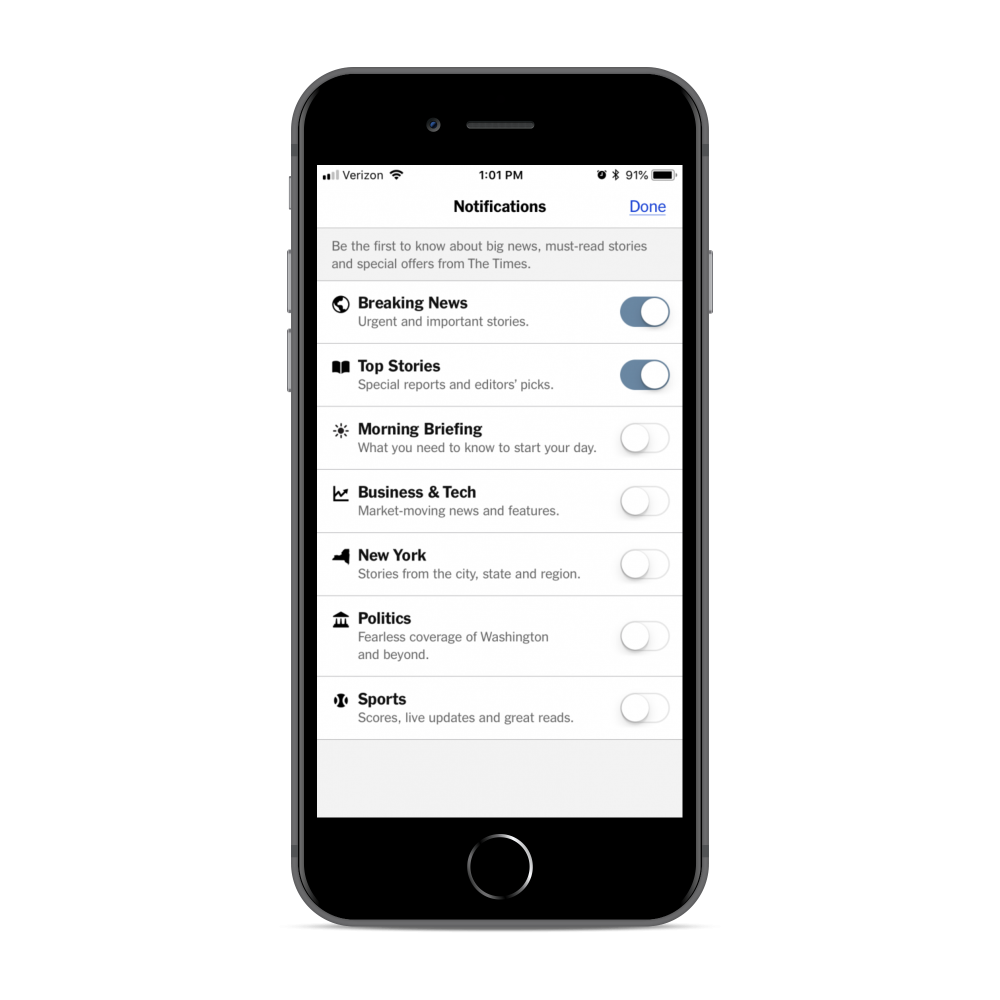 Verizon 1:01 PM 91%
Notifications Done
Be the first to know about big news, must-read stories
and special offers from The Times.
Breaking News
Urgent and important stories.
Top Stories
Special reports and editors' picks.
Morning Briefing
What you need to know to start your day.
Business & Tech
Market-moving news and features.
New York
Stories from the city, state and region.
Politics
Fearless coverage of Washington
and beyond.
Sports
Scores, live updates and great reads.